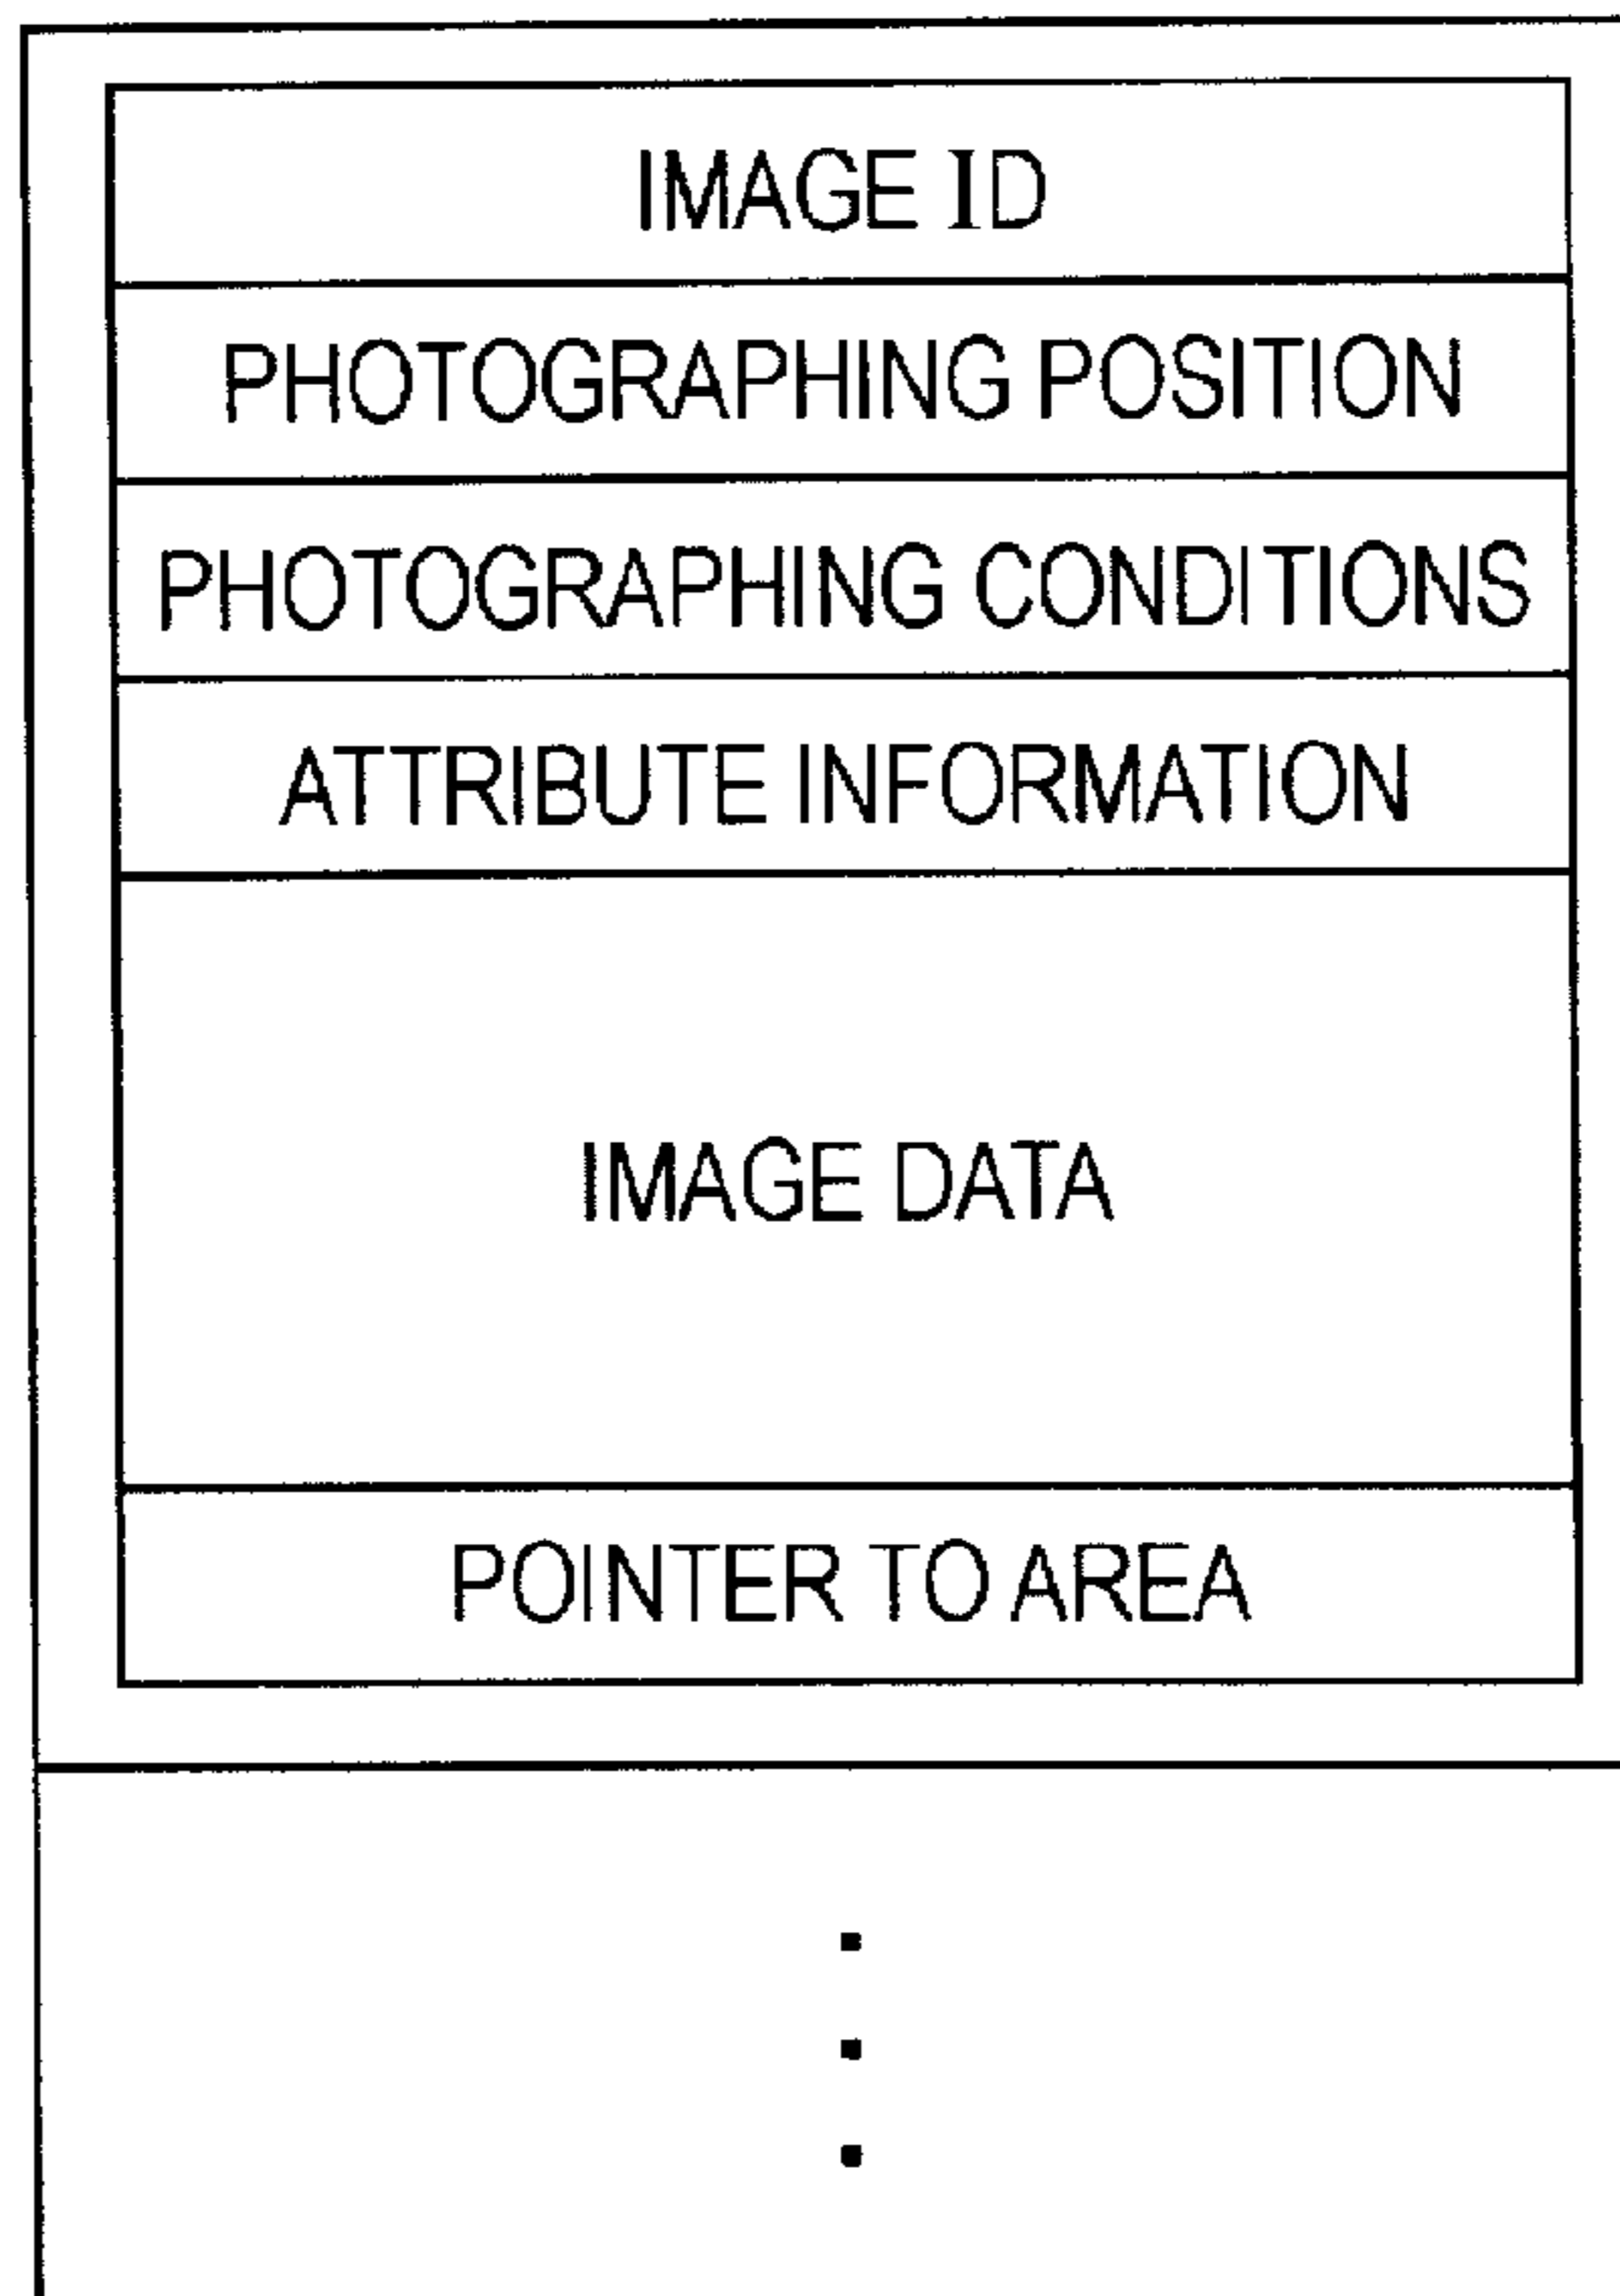 IMAGE ID
PHOTOGRAPHING POSITION
PHOTOGRAPHING CONDITIONS
ATTRIBUTE INFORMATION
IMAGE DATA
POINTER TO AREA